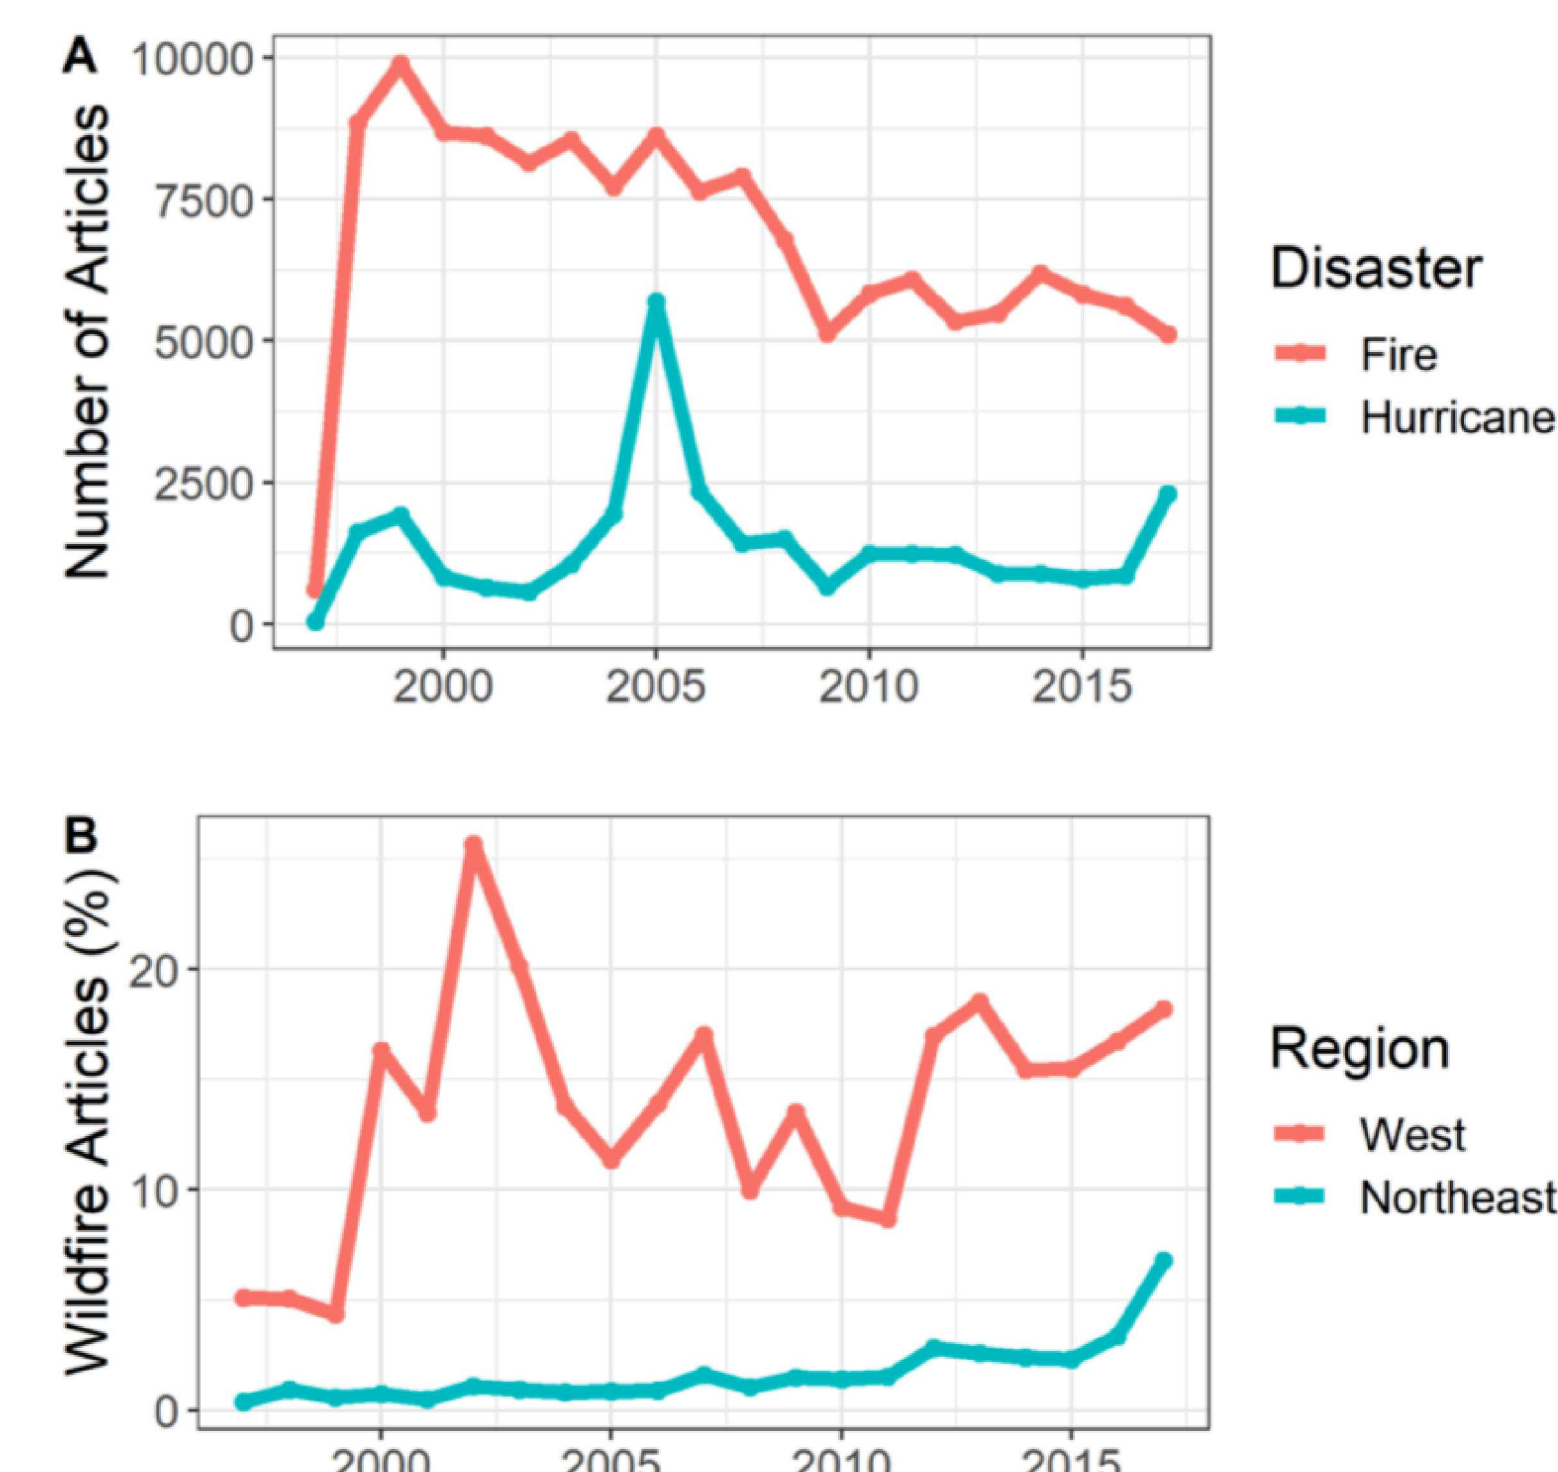 A
Number of Articles
10000
7500
5000
2500
0
2000 2005 2010 2015
Disaster
Fire
Hurricane
B
Wildfire Articles (%)
20
10
0
2000 2005 2010 2015
Region
West
Northeast